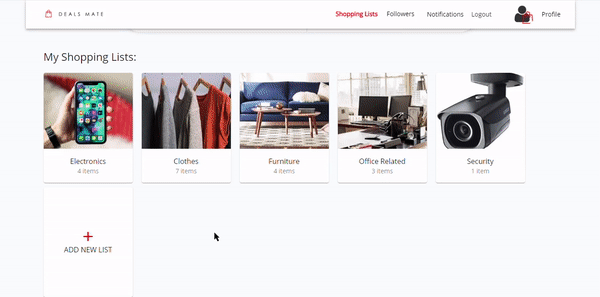 DEALS MATE
Shopping Lists Followers Notifications Logout Profile
My Shopping Lists:
Electronics Clothes Furniture Office Related Security
4 items 7 items 4 items 3 items 1 item
+
ADD NEW LIST